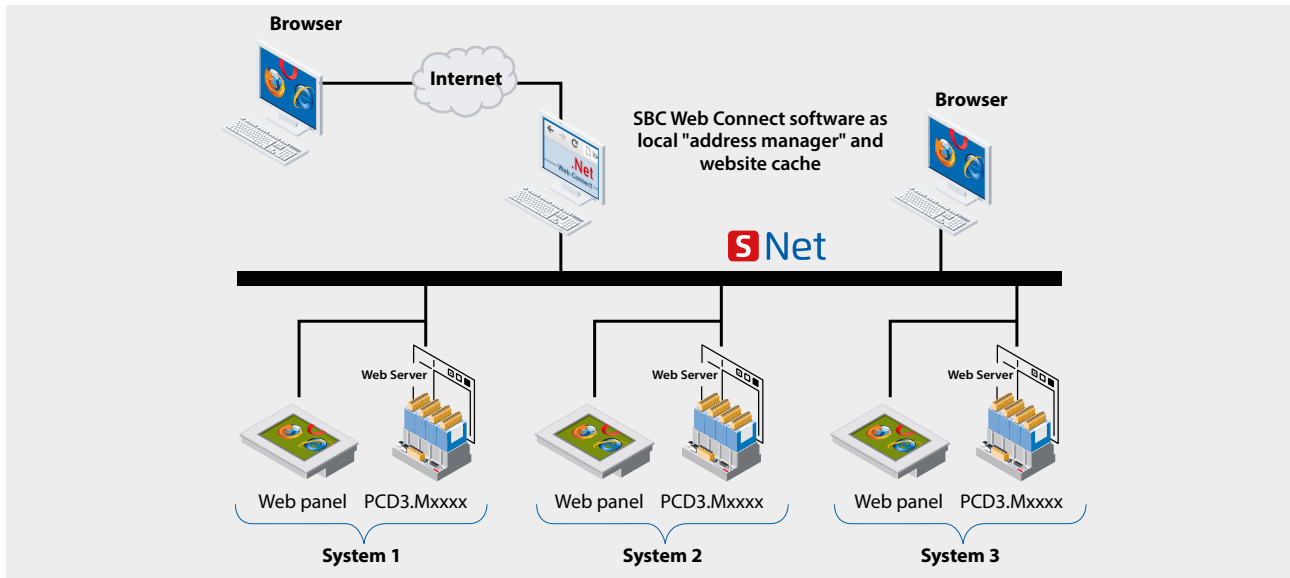 Browser
Internet
Browser
SBC Web Connect software as
local "address manager" and
website cache
.Net
Web-Connect
S Net
Web Server
Web Server
Web Server
Web panel
PCD3.Mxxxx
Web panel
PCD3.Mxxxx
Web panel
PCD3.Mxxxx
System 1
System 2
System 3